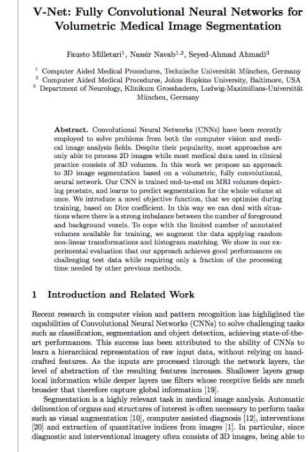 V-Net: Fully Convolutional Neural Networks for
Volumetric Medical Image Segmentation
Fausto Milletari¹, Nassir Navab¹,², Seyed-Ahmad Ahmadi³
¹ Computer Aided Medical Procedures, Technische Universität München, Germany
² Computer Aided Medical Procedures, Johns Hopkins University, Baltimore, USA
³ Department of Neurology, Klinikum Grosshadern, Ludwig-Maximilians-Universität
München, Germany
Abstract. Convolutional Neural Networks (CNNs) have been recently
employed to solve problems from both the computer vision and medi-
cal image analysis fields. Despite their popularity, most approaches are
only able to process 2D images while most medical data used in clinical
practice consists of 3D volumes. In this work we propose an approach
to 3D image segmentation based on a volumetric, fully convolutional,
neural network. Our CNN is trained end-to-end on MRI volumes depict-
ing prostate, and learns to predict segmentation for the whole volume at
once. We introduce a novel objective function, that we optimise during
training, based on Dice coefficient. In this way we can deal with situa-
tions where there is a strong imbalance between the number of foreground
and background voxels. To cope with the limited number of annotated
volumes available for training, we augment the data applying random
non-linear transformations and histogram matching. We show in our ex-
perimental evaluation that our approach achieves good performances on
challenging test data while requiring only a fraction of the processing
time needed by other previous methods.
1 Introduction and Related Work
Recent research in computer vision and pattern recognition has highlighted the
capabilities of Convolutional Neural Networks (CNNs) to solve challenging tasks
such as classification, segmentation and object detection, achieving state-of-the-
art performances. This success has been attributed to the ability of CNNs to
learn a hierarchical representation of raw input data, without relying on hand-
crafted features. As the inputs are processed through the network layers, the
level of abstraction of the resulting features increases. Shallower layers grasp
local information while deeper layers use filters whose receptive fields are much
broader that therefore capture global information [19].
Segmentation is a highly relevant task in medical image analysis. Automatic
delineation of organs and structures of interest is often necessary to perform tasks
such as visual augmentation [10], computer assisted diagnosis [12], interventions
[20] and extraction of quantitative indices from images [1]. In particular, since
diagnostic and interventional imagery often consists of 3D images, being able to